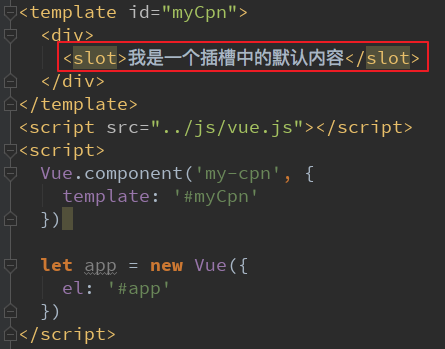 <template id="myCpn">
<div>
<slot>我是一个插槽中的默认内容</slot>
</div>
</template>
<script src="../js/vue.js"></script>
<script>
Vue.component('my-cpn', {
template: '#myCpn'
})
let app = new Vue({
el: '#app'
})
</script>